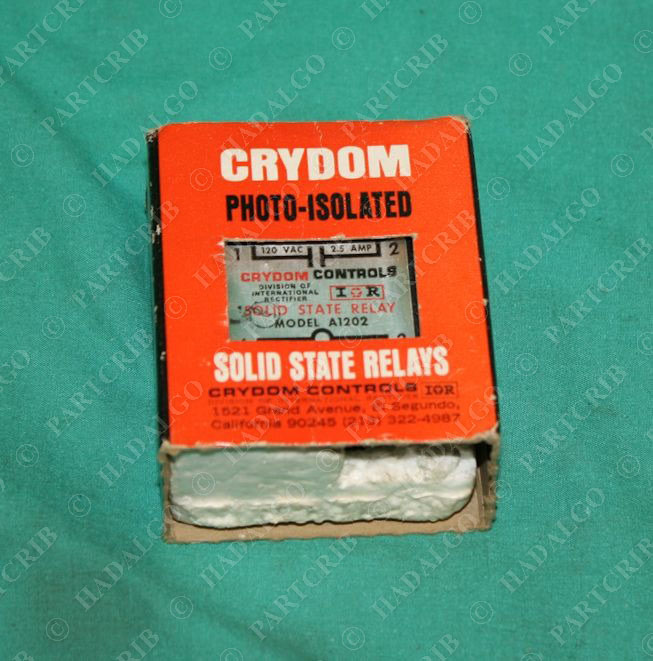 CRYDOM
PHOTO-ISOLATED
1 120 VAC 2.5 AMP 2
CRYDOM CONTROLS
DIVISION OF
INTERNATIONAL
RECTIFIER
IOR
SOLID STATE RELAY
MODEL A1202
SOLID STATE RELAYS
CRYDOM CONTROLS IOR
1521 Grand Avenue, El Segundo,
California 90245 (213) 322-4987
© PARTCRIB
© HADALGO